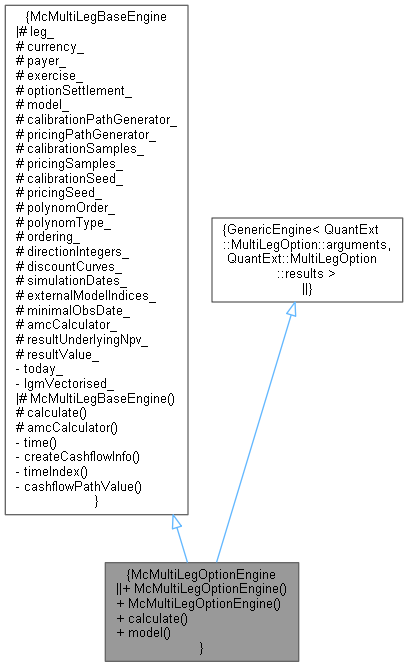 {McMultiLegBaseEngine
|# leg_
# currency_
# payer_
# exercise_
# optionSettlement_
# model_
# calibrationPathGenerator_
# pricingPathGenerator_
# calibrationSamples_
# pricingSamples_
# calibrationSeed_
# pricingSeed_
# polynomOrder_
# polynomType_
# ordering_
# directionIntegers_
# discountCurves_
# simulationDates_
# externalModelIndices_
# minimalObsDate_
# amcCalculator_
# resultUnderlyingNpv_
# resultValue_
- today_
- lgmVectorised_
|# McMultiLegBaseEngine()
# calculate()
# amcCalculator()
- time()
- createCashflowInfo()
- timeIndex()
- cashflowPathValue()
}
{GenericEngine< QuantExt
::MultiLegOption::arguments,
QuantExt::MultiLegOption
::results >
||}
{McMultiLegOptionEngine
||+ McMultiLegOptionEngine()
+ McMultiLegOptionEngine()
+ calculate()
+ model()
}